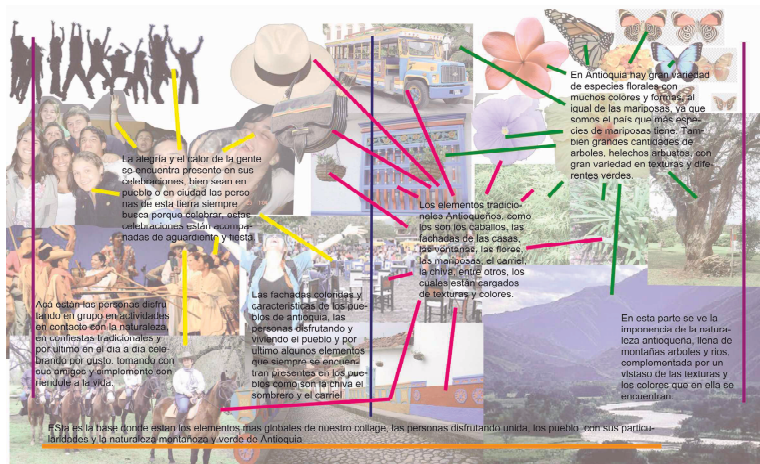 En Antioquia hay gran variedad
de especies florales con
muchos colores y formas, al
igual de las mariposas, ya que
somos el país que más espe-
cies de mariposas tiene. Tam-
bien grandes cantidades de
arboles, helechos arbustos, con
gran variedad en texturas y dife-
rentes verdes.
La alegria y el calor de la gente
se encuentra presente en sus
celebraciones, bien sean en
pueblo o en ciudad las perso
nas de esta tierra siempre
busca porque celebrar, estas
celebraciones están acompa-
ñadas de aguardiente y fiesta.
Los elementos tradicio-
nales Antioqueños, como
los son los caballos, las
fachadas de las casas,
las ventanas, las flores,
las mariposas, el carriel,
la chiva, entre otros, los
cuales están cargados
de texturas y colores.
Acá están las personas disfru
tando en grupo en actividades
en contacto con la naturaleza,
en confiestas tradicionales y
por ultimo en el día a día cele-
brando por gusto, tomando con
sus amigos y simplemente son
riendole a la vida.
Las fachadas coloridas y
caracteristicas de los pue-
blos de antioquia, las
personas disfrutando y
viviendo el pueblo y por
ultimo algunos elementos
que siempre se encuen-
tran presentes en los pue-
blos como son la chiva el
sombrero y el carriel
En esta parte se ve la
imponencia de la natura-
leza antioqueña, llena de
montañas arboles y rios,
complementada por un
vistaso de las texturas y
los colores que en ella se
encuentran.
ESta es la base donde estan los elementos mas globales de nuestro collage, las personas disfrutando unida, los pueblo con sus particu-
laridades y la naturaleza montañoza y verde de Antioquia